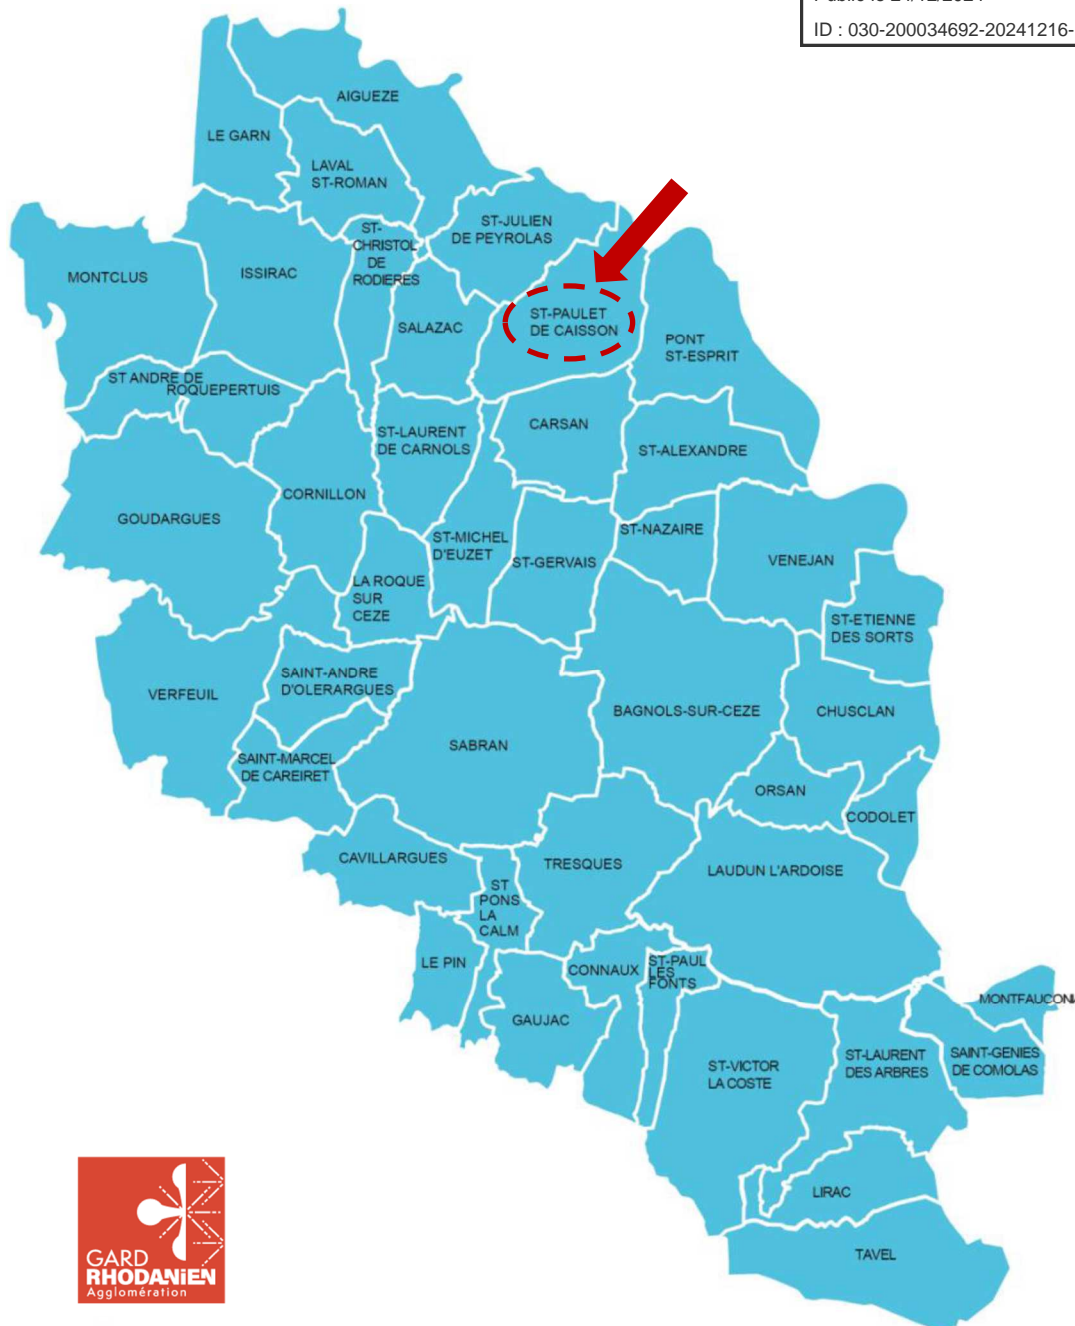 ID : 030-200034692-20241216-
AIGUEZE
LE GARN
LAVAL
ST-ROMAN
ST-JULIEN
DE PEYROLAS
ST-
CHRISTOL
DE
RODIERES
MONTCLUS
ISSIRAC
SALAZAC
ST-PAULET
DE CAISSON
PONT
ST-ESPRIT
ST ANDRE DE
ROQUEPERTUIS
ST-LAURENT
DE CARNOLS
CARSAN
ST-ALEXANDRE
CORNILLON
GOUDARGUES
ST-MICHEL
D'EUZET
ST-GERVAIS
ST-NAZAIRE
VENEJAN
LA ROQUE
SUR
CEZE
ST-ETIENNE
DES SORTS
SAINT-ANDRE
D'OLERARGUES
VERFEUIL
BAGNOLS-SUR-CEZE
CHUSCLAN
SABRAN
SAINT-MARCEL
DE CAREIRET
ORSAN
CODOLET
CAVILLARGUES
TRESQUES
LAUDUN L'ARDOISE
ST
PONS
LA
CALM
LE PIN
CONNAUX
ST-PAUL
LES
FONTS
GAUJAC
MONTFAUCON
ST-VICTOR
LA COSTE
ST-LAURENT
DES ARBRES
SAINT-GENIES
DE COMOLAS
LIRAC
TAVEL
GARD
RHODANiEN
Agglomération